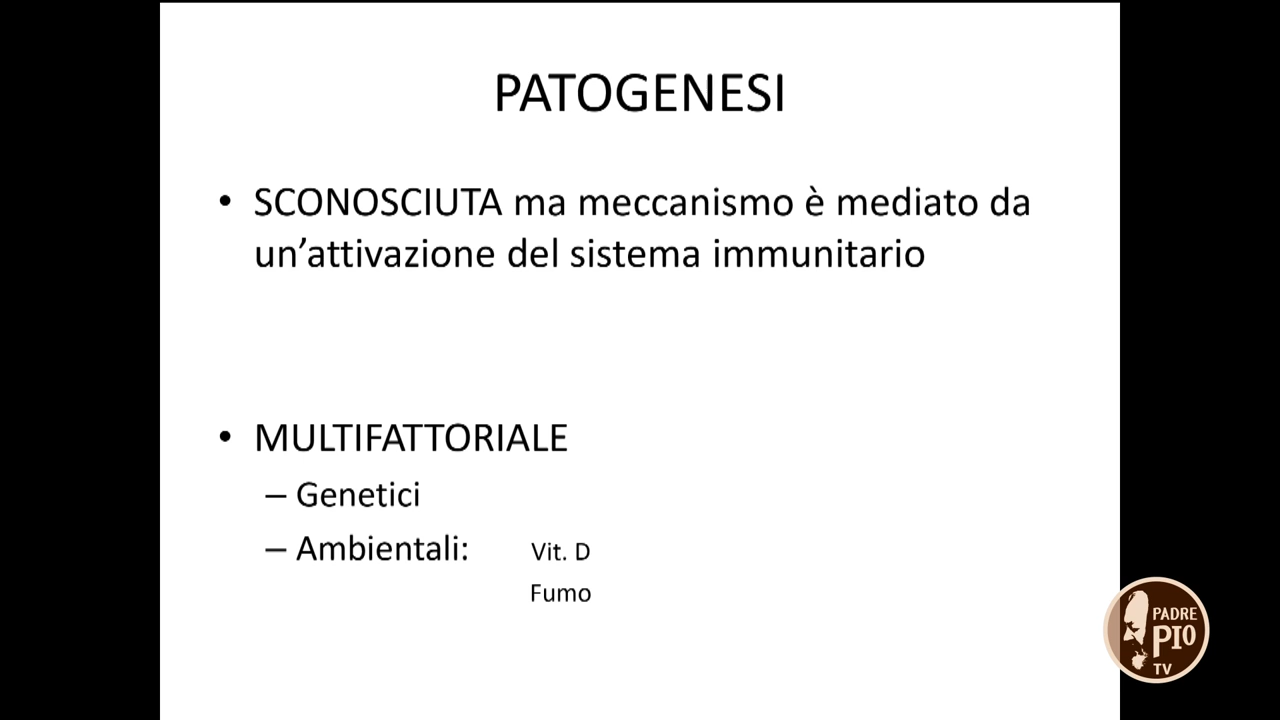 PATOGENESI
• SCONOSCIUTA ma meccanismo è mediato da
un’attivazione del sistema immunitario
• MULTIFATTORIALE
– Genetici
– Ambientali: Vit. D
Fumo
PADRE
PIO
TV